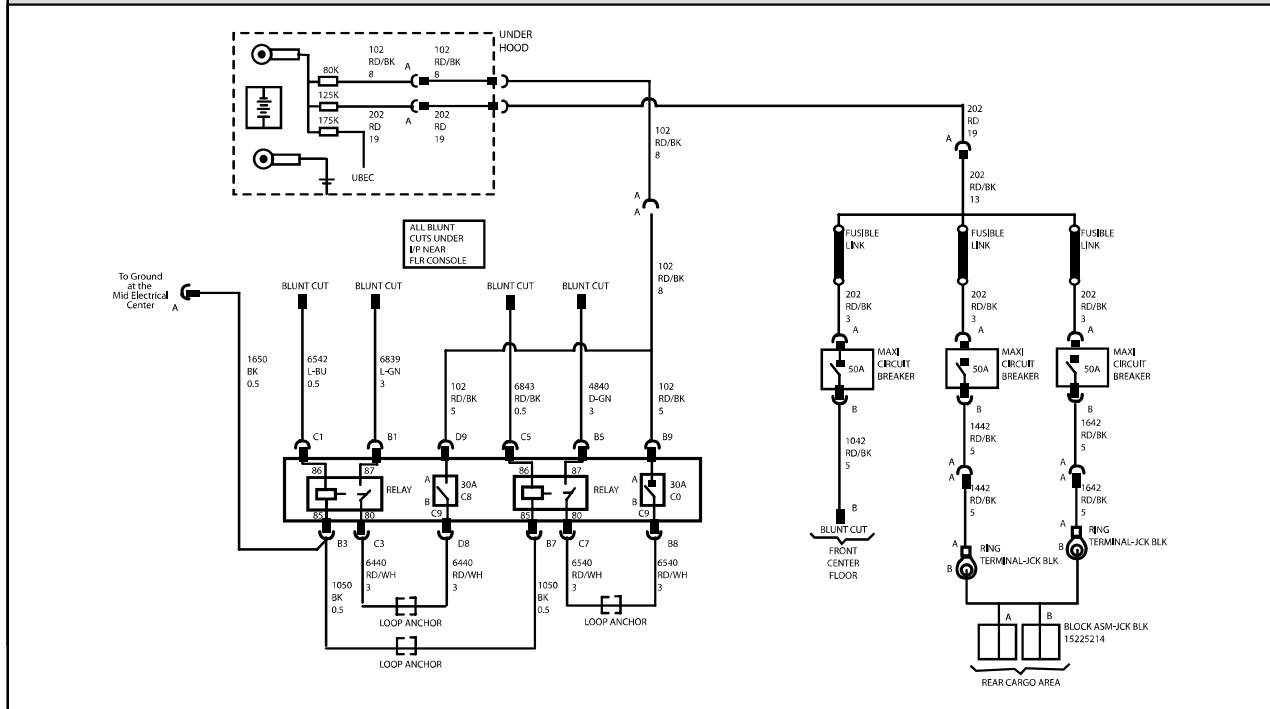 UNDER
HOOD
102
RD/BK
8
A
102
RD/BK
8
80K
125K
175K
202
RD
19
A
202
RD
19
UBEC
102
RD/BK
8
A
A
102
RD/BK
8
202
RD
19
A
202
RD/BK
13
FUSIBLE
LINK
FUSIBLE
LINK
FUSIBLE
LINK
202
RD/BK
3
202
RD/BK
3
202
RD/BK
3
A
A
A
50A
MAXI
CIRCUIT
BREAKER
50A
MAXI
CIRCUIT
BREAKER
50A
MAXI
CIRCUIT
BREAKER
B
B
B
1042
RD/BK
5
1442
RD/BK
5
1642
RD/BK
5
A
A
A
A
1442
RD/BK
5
1642
RD/BK
5
B
BLUNT CUT
FRONT
CENTER
FLOOR
A
B
RING
TERMINAL-JCK BLK
A
B
RING
TERMINAL-JCK BLK
A
B
BLOCK ASM-JCK BLK
15225214
REAR CARGO AREA
ALL BLUNT
CUTS UNDER
I/P NEAR
FLR CONSOLE
To Ground
at the
Mid Electrical
Center
A
BLUNT CUT
BLUNT CUT
BLUNT CUT
BLUNT CUT
1650
BK
0.5
6542
L-BU
0.5
6839
L-GN
3
102
RD/BK
5
6843
RD/BK
0.5
4840
D-GN
3
102
RD/BK
5
C1
B1
D9
C5
B5
B9
86
87
RELAY
85
80
A
B
30A
C8
C9
86
87
RELAY
85
80
A
B
30A
C0
C9
B3
C3
D8
B7
C7
B8
1050
BK
0.5
6440
RD/WH
3
6440
RD/WH
3
1050
BK
0.5
6540
RD/WH
3
6540
RD/WH
3
LOOP ANCHOR
LOOP ANCHOR
LOOP ANCHOR